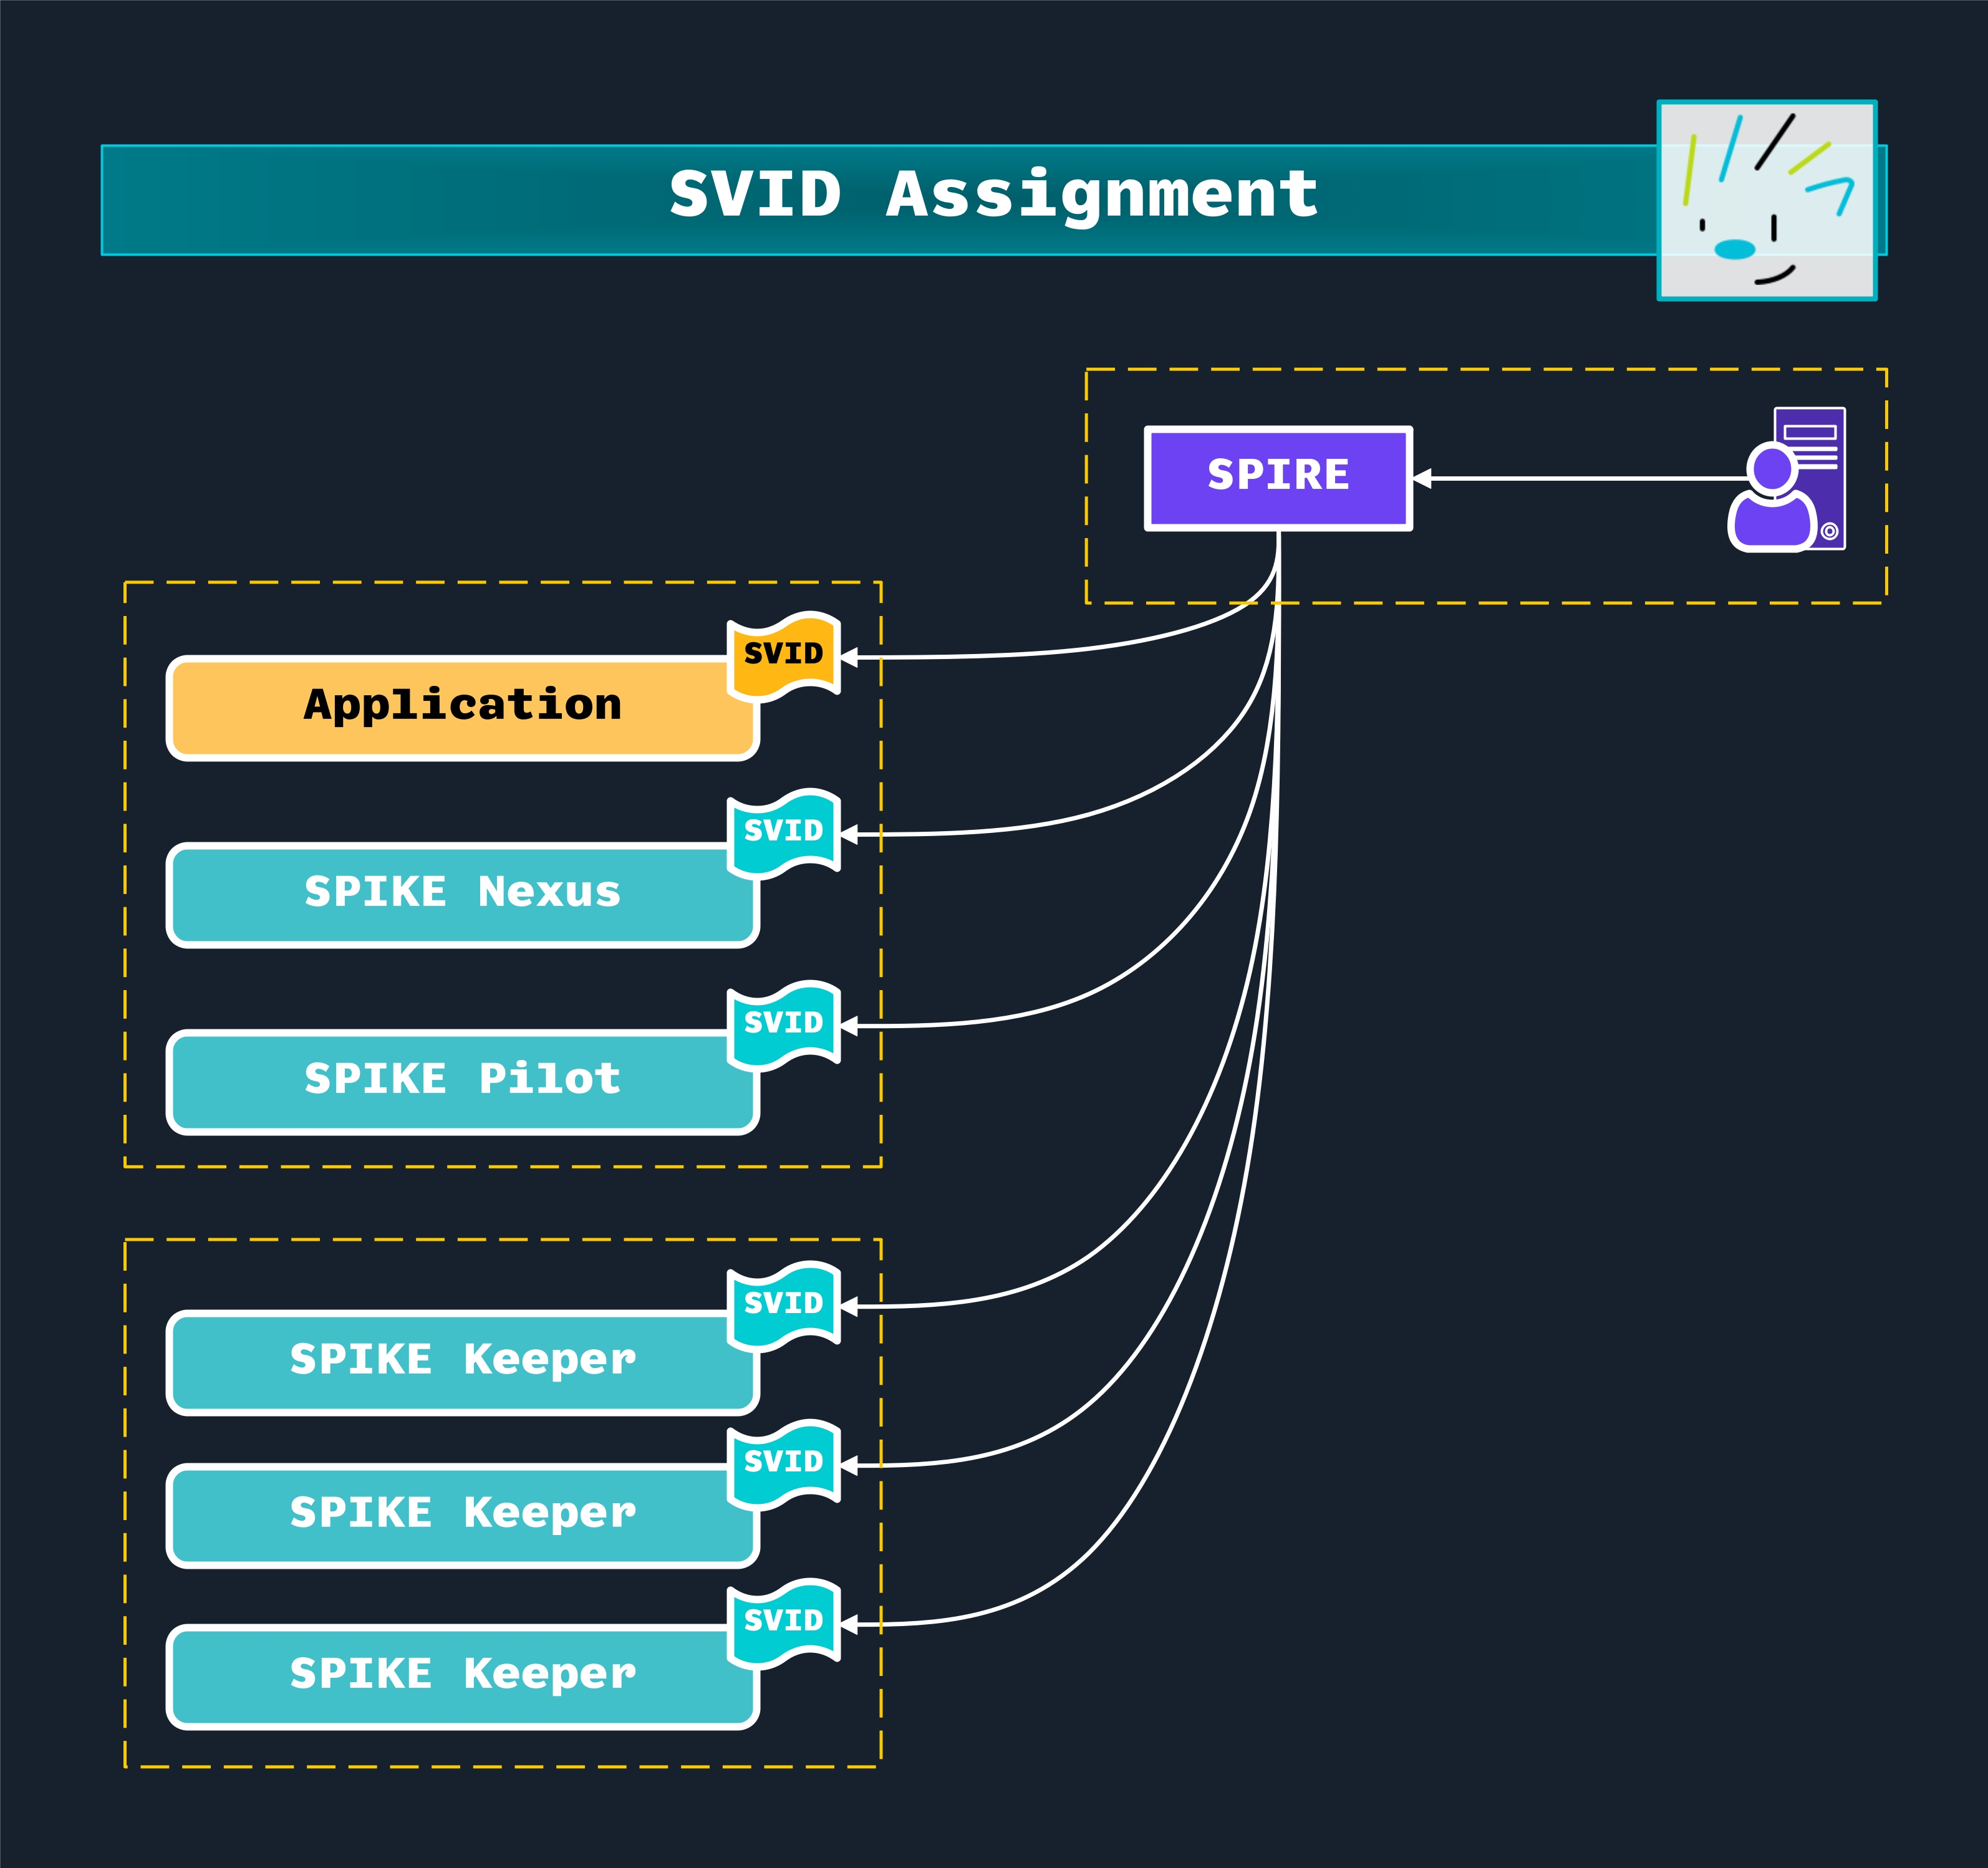 SVID Assignment
SPIRE
SVID
Application
SVID
SPIKE Nexus
SVID
SPIKE Pilot
SVID
SPIKE Keeper
SVID
SPIKE Keeper
SVID
SPIKE Keeper